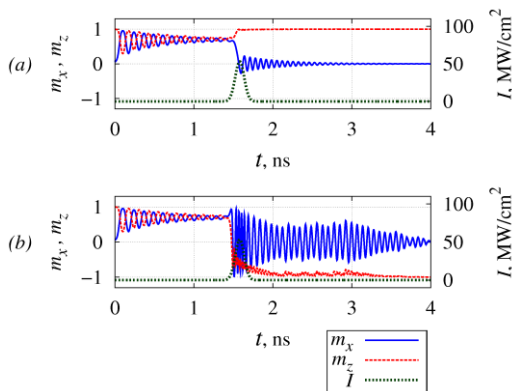 (a)
m_x, m_z
1
0
−1
100
50
0
I, MW/cm²
0 1 2 3 4
t, ns
(b)
m_x, m_z
1
0
−1
100
50
0
I, MW/cm²
0 1 2 3 4
t, ns
m_x
m_z
I